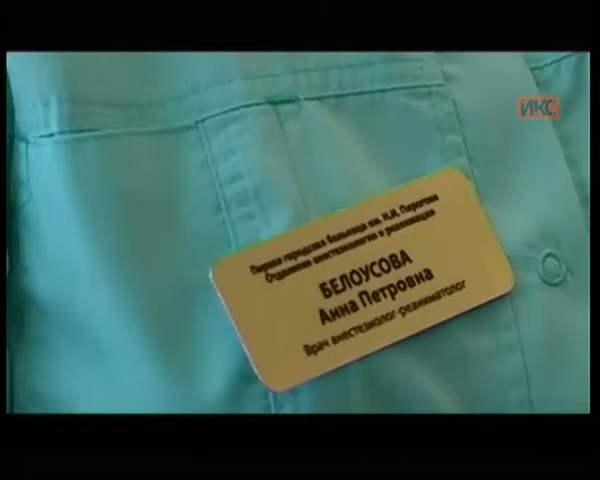 ИКС
Первая городская больница им. Н.И. Пирогова
Отделение анестезиологии и реанимации
БЕЛОУСОВА
Анна Петровна
Врач анестезиолог-реаниматолог